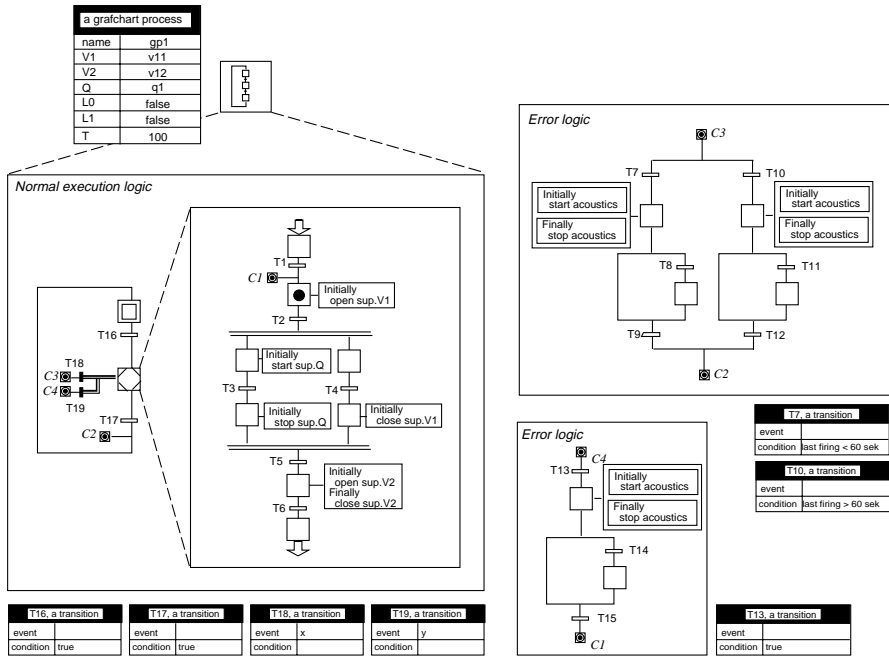 a grafchart process
name gp1
V1 v11
V2 v12
Q q1
L0 false
L1 false
T 100
Normal execution logic
T1
C1
Initially
open sup.V1
T2
Initially
start sup.Q
T3
T4
Initially
stop sup.Q
Initially
close sup.V1
T5
Initially
open sup.V2
Finally
close sup.V2
T6
T16
T18
C3
C4
T19
T17
C2
Error logic
C3
T7
T10
Initially
start acoustics
Finally
stop acoustics
Initially
start acoustics
Finally
stop acoustics
T8
T11
T9
T12
C2
Error logic
C4
T13
Initially
start acoustics
Finally
stop acoustics
T14
T15
C1
T7, a transition
event
condition last firing < 60 sek
T10, a transition
event
condition last firing > 60 sek
T16, a transition
event
condition true
T17, a transition
event
condition true
T18, a transition
event x
condition
T19, a transition
event y
condition
T13, a transition
event
condition true